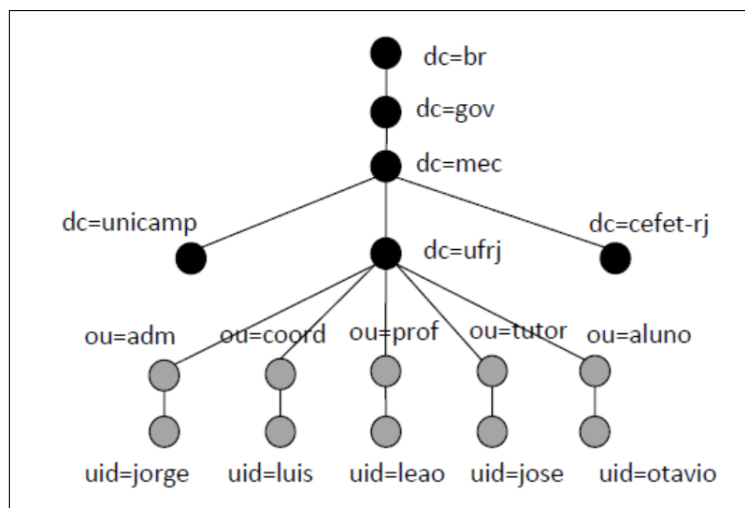 dc=br
dc=gov
dc=mec
dc=unicamp
dc=cefet-rj
dc=ufrj
ou=adm ou=coord ou=prof ou=tutor ou=aluno
uid=jorge uid=luis uid=leao uid=jose uid=otavio